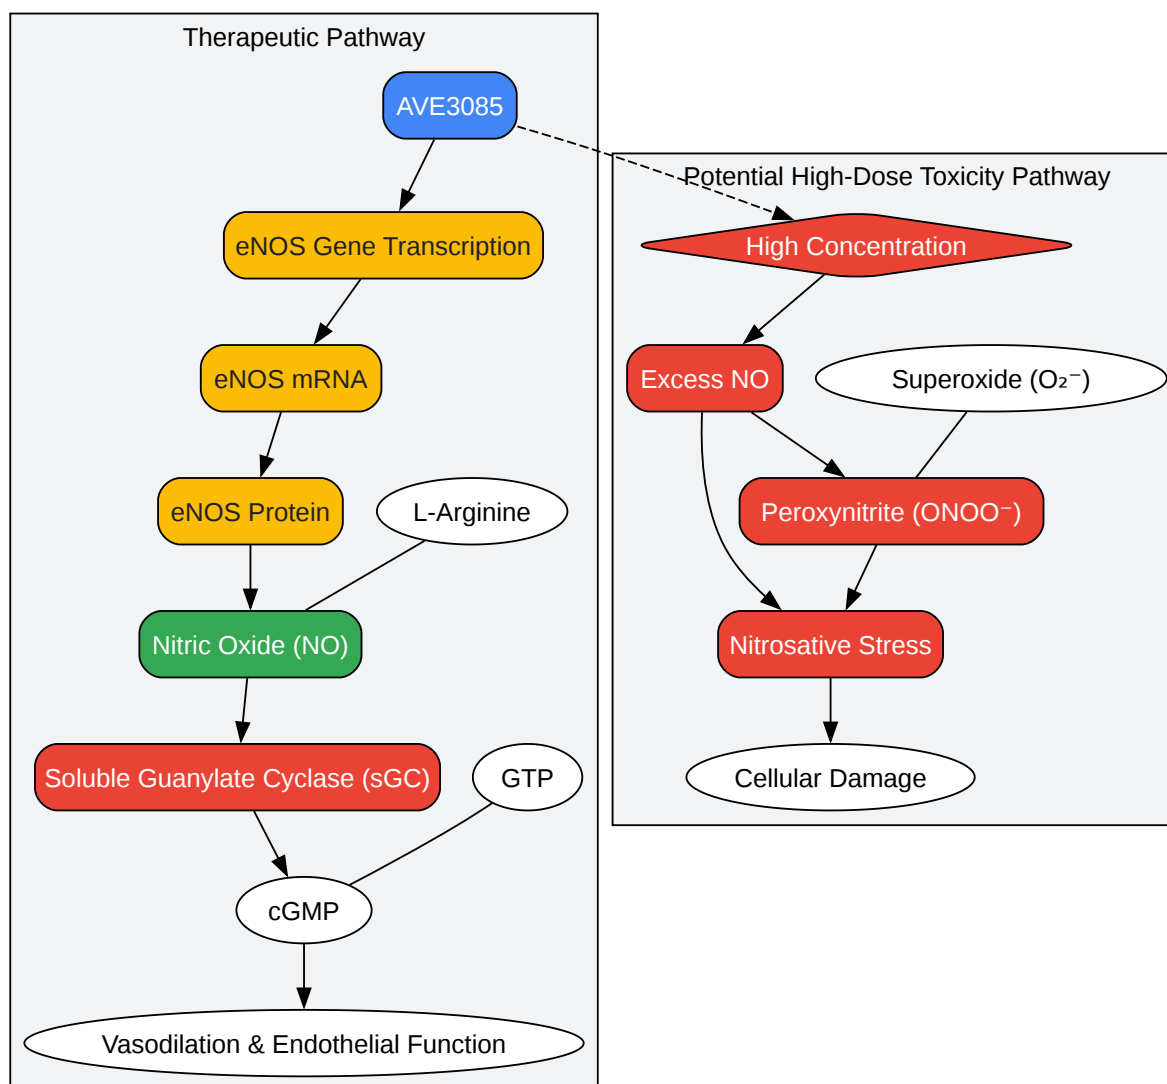 Therapeutic Pathway
AVE3085
eNOS Gene Transcription
eNOS mRNA
eNOS Protein
L-Arginine
Nitric Oxide (NO)
Soluble Guanylate Cyclase (sGC)
GTP
cGMP
Vasodilation & Endothelial Function
Potential High-Dose Toxicity Pathway
High Concentration
Excess NO
Superoxide (O₂⁻)
Peroxynitrite (ONOO⁻)
Nitrosative Stress
Cellular Damage